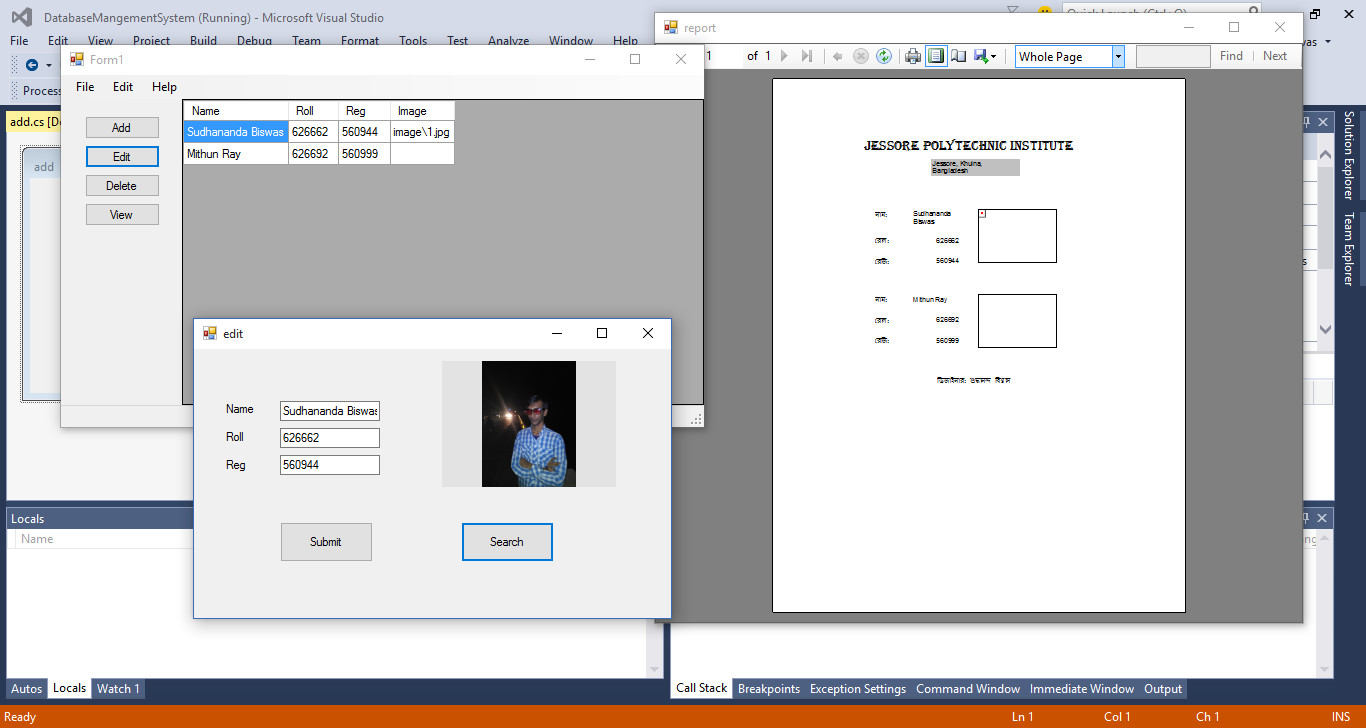 DatabaseMangementSystem (Running) - Microsoft Visual Studio
File Edit View Project Build Debug Team Format Tools Test Analyze Window Help
Quick Launch (Ctrl+Q)
Process
add.cs [De
add
Form1
File Edit Help
Add
Edit
Delete
View
Name Roll Reg Image
Sudhananda Biswas 626662 560944 image\1.jpg
Mithun Ray 626692 560999
edit
Name Sudhananda Biswas
Roll 626662
Reg 560944
Submit
Search
report
1 of 1 Whole Page Find Next
JESSORE POLYTECHNIC INSTITUTE
Jessore, Khulna,
Bangladesh
নাম: Sudhananda
Biswas
রোল: 626662
রেজি: 560944
নাম: Mithun Ray
রোল: 626692
রেজি: 560999
Solution Explorer
Team Explorer
Locals
Name
Autos Locals Watch 1
Call Stack Breakpoints Exception Settings Command Window Immediate Window Output
Ready Ln 1 Col 1 Ch 1 INS